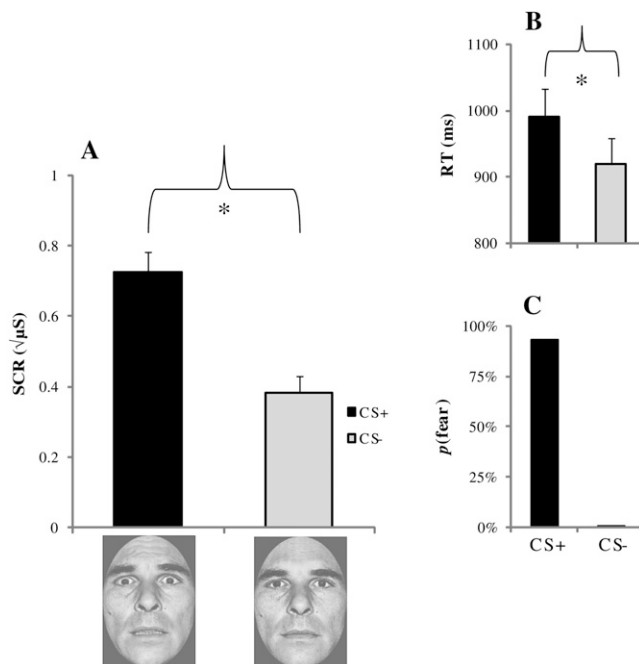 A
SCR (√µS)
1
0.8
0.6
0.4
0.2
0
*
CS+
CS-
B
RT (ms)
1100
1000
900
800
*
C
p(fear)
100%
75%
50%
25%
0%
CS+ CS-